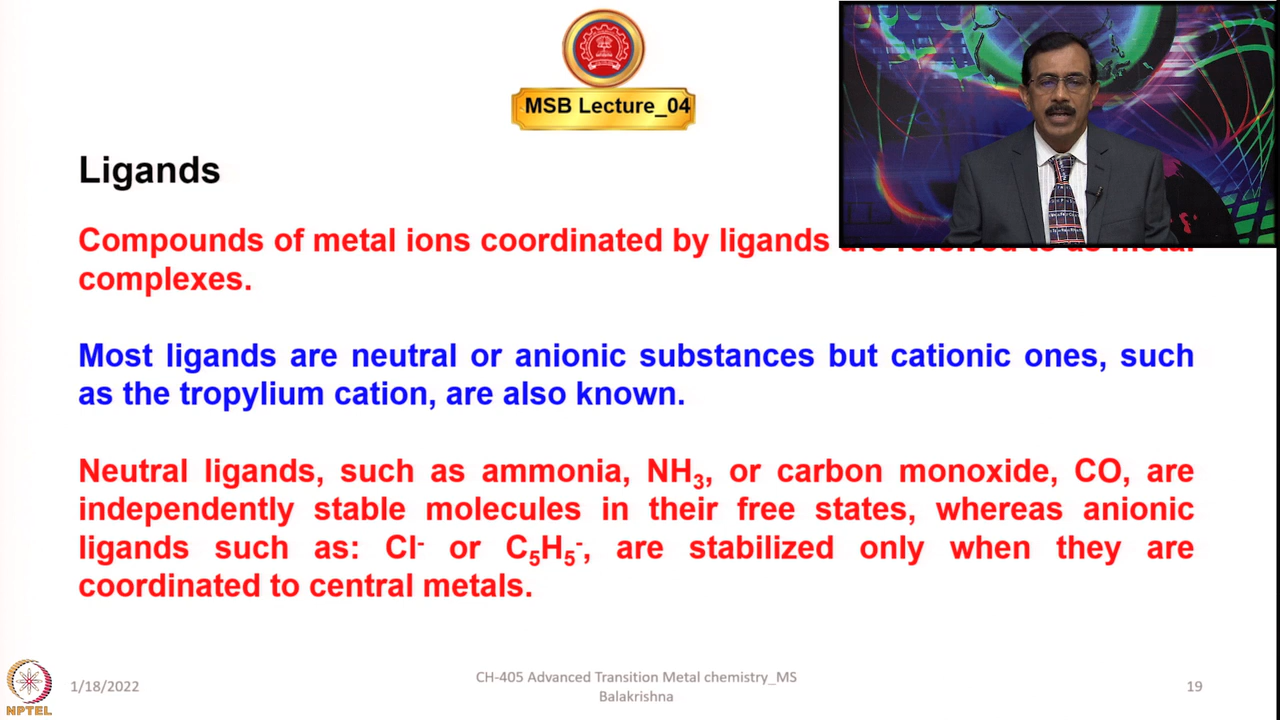 MSB Lecture_04
Ligands
Compounds of metal ions coordinated by ligands
complexes.
Most ligands are neutral or anionic substances but cationic ones, such
as the tropylium cation, are also known.
Neutral ligands, such as ammonia, NH₃, or carbon monoxide, CO, are
independently stable molecules in their free states, whereas anionic
ligands such as: Cl⁻ or C₅H₅⁻, are stabilized only when they are
coordinated to central metals.
NPTEL
1/18/2022
CH-405 Advanced Transition Metal chemistry_MS
Balakrishna
19